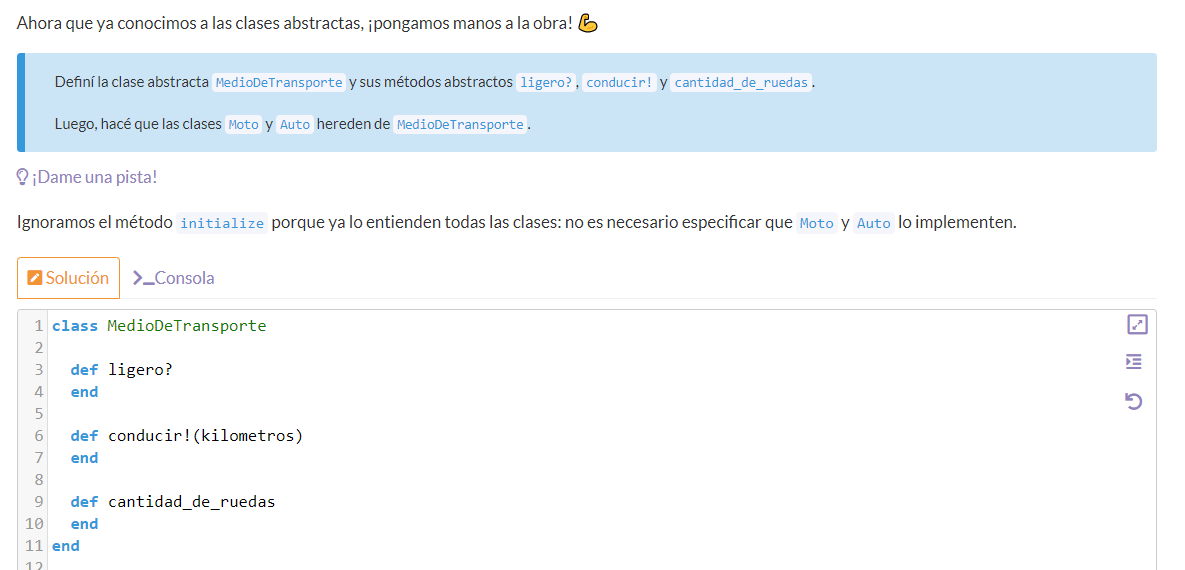 Ahora que ya conocimos a las clases abstractas, ¡pongamos manos a la obra! 💪
Definí la clase abstracta MedioDeTransporte y sus métodos abstractos ligero?, conducir! y cantidad_de_ruedas.
Luego, hacé que las clases Moto y Auto hereden de MedioDeTransporte.
¡Dame una pista!
Ignoramos el método initialize porque ya lo entienden todas las clases: no es necesario especificar que Moto y Auto lo implementen.
Solución >_Consola
1 class MedioDeTransporte
2
3   def ligero?
4   end
5
6   def conducir!(kilometros)
7   end
8
9   def cantidad_de_ruedas
10   end
11 end
12